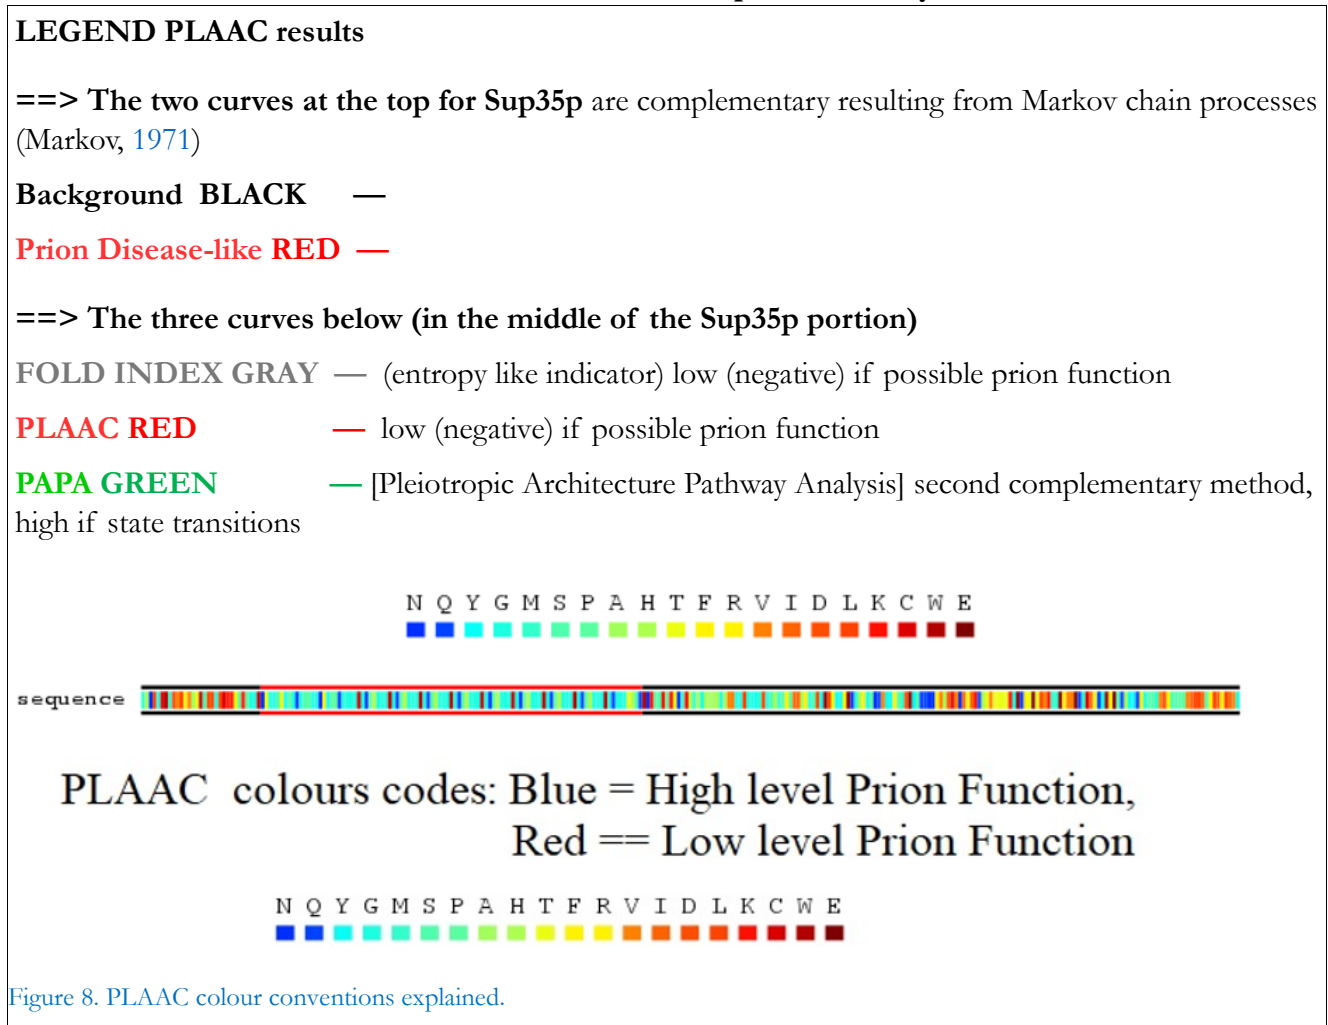 LEGEND PLAAC results
==> The two curves at the top for Sup35p are complementary resulting from Markov chain processes
(Markov, 1971)
Background BLACK —
Prion Disease-like RED —
==> The three curves below (in the middle of the Sup35p portion)
FOLD INDEX GRAY — (entropy like indicator) low (negative) if possible prion function
PLAAC RED — low (negative) if possible prion function
PAPA GREEN — [Pleiotropic Architecture Pathway Analysis] second complementary method,
high if state transitions
N Q Y G M S P A H T F R V I D L K C W E
sequence
PLAAC colours codes: Blue = High level Prion Function,
Red == Low level Prion Function
N Q Y G M S P A H T F R V I D L K C W E
Figure 8. PLAAC colour conventions explained.